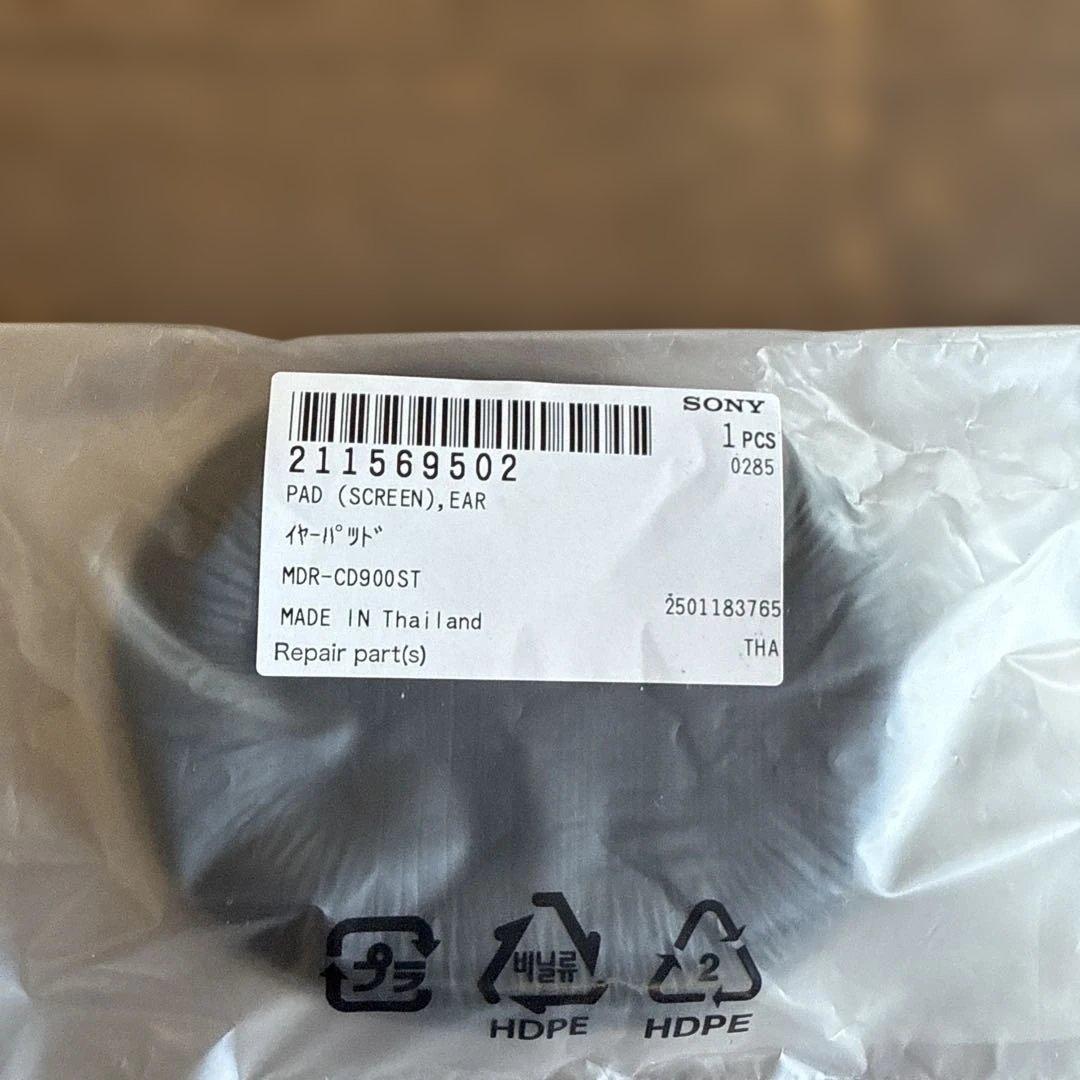 SONY
1 PCS
211569502
0285
PAD (SCREEN),EAR
ｲﾔｰﾊﾟﾂﾄﾞ
MDR-CD900ST
2501183765
MADE IN Thailand
THA
Repair part(s)
プラ
비닐류
2
HDPE
HDPE